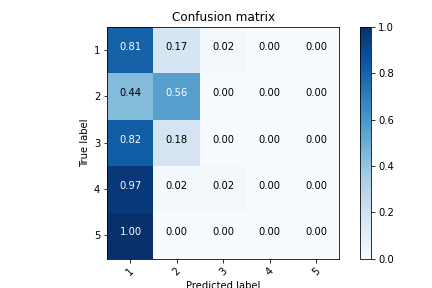 Confusion matrix
1 0.81 0.17 0.02 0.00 0.00
2 0.44 0.56 0.00 0.00 0.00
3 0.82 0.18 0.00 0.00 0.00
4 0.97 0.02 0.02 0.00 0.00
5 1.00 0.00 0.00 0.00 0.00
1 2 3 4 5
True label
Predicted label
1.0
0.8
0.6
0.4
0.2
0.0